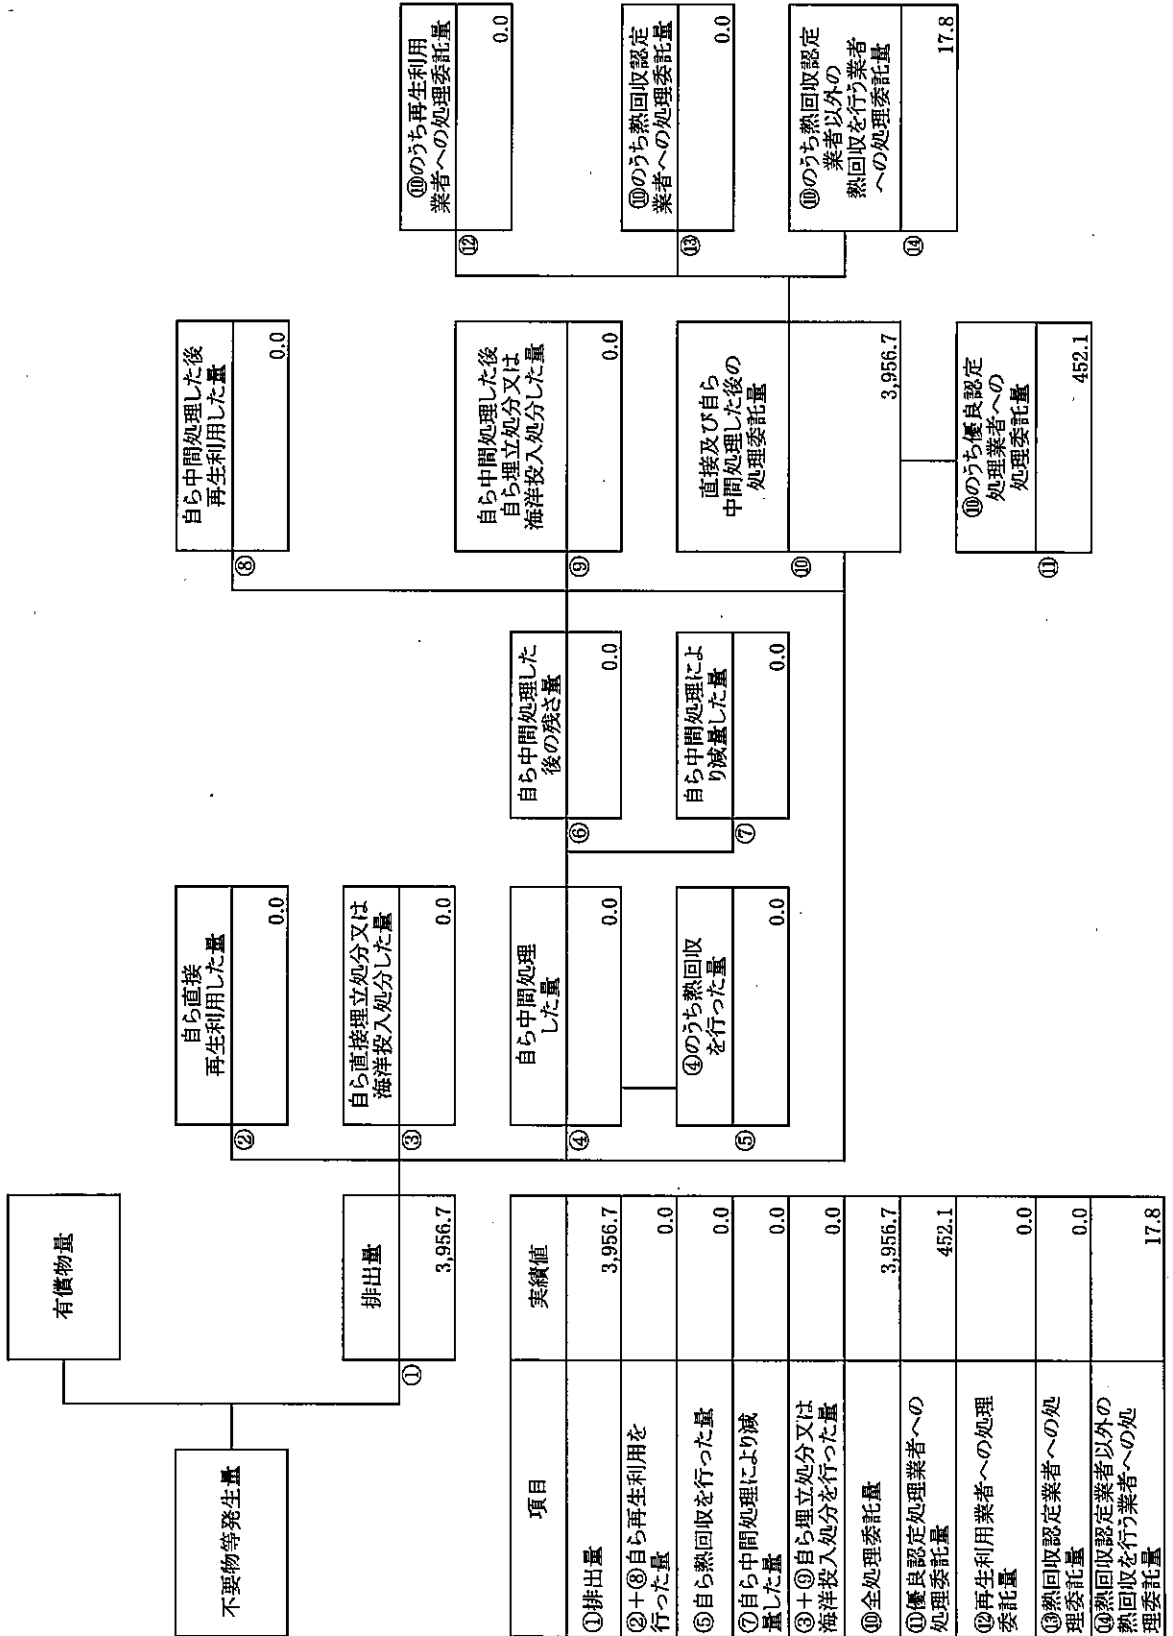 不要物等発生量
有償物量
排出量
①
3,956.7
自ら直接
再生利用した量
②
0.0
自ら直接埋立処分又は
海洋投入処分した量
③
0.0
自ら中間処理
した量
④
0.0
④のうち熱回収
を行った量
⑤
0.0
自ら中間処理した
後の残さ量
⑥
0.0
自ら中間処理によ
り減量した量
⑦
0.0
自ら中間処理した後
再生利用した量
⑧
0.0
自ら中間処理した後
自ら埋立処分又は
海洋投入処分した量
⑨
0.0
直接及び自ら
中間処理した後の
処理委託量
⑩
3,956.7
⑩のうち優良認定
処理業者への
処理委託量
⑪
452.1
⑩のうち再生利用
業者への処理委託量
⑫
0.0
⑩のうち熱回収認定
業者への処理委託量
⑬
0.0
⑩のうち熱回収認定
業者以外の
熱回収を行う業者
への処理委託量
⑭
17.8
項目 実績値
①排出量 3,956.7
②+⑧自ら再生利用を
行った量 0.0
⑤自ら熱回収を行った量 0.0
⑦自ら中間処理により減
量した量 0.0
③+⑨自ら埋立処分又は
海洋投入処分を行った量 0.0
⑩全処理委託量 3,956.7
⑪優良認定処理業者への
処理委託量 452.1
⑫再生利用業者への処理
委託量 0.0
⑬熱回収認定業者への処
理委託量 0.0
⑭熱回収認定業者以外の
熱回収を行う業者への処
理委託量 17.8